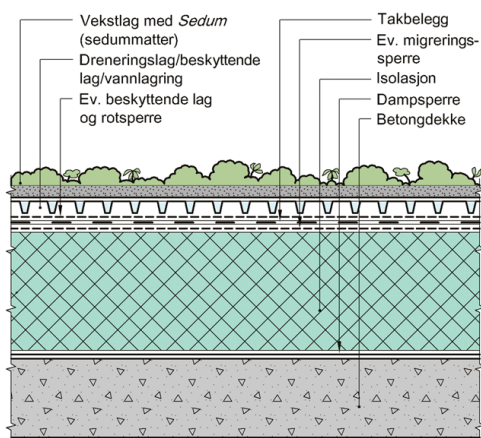 Vekstlag med Sedum
(sedummatter)
Dreneringslag/beskyttende
lag/vannlagring
Ev. beskyttende lag
og rotsperre
Takbelegg
Ev. migrerings-
sperre
Isolasjon
Dampsperre
Betongdekke